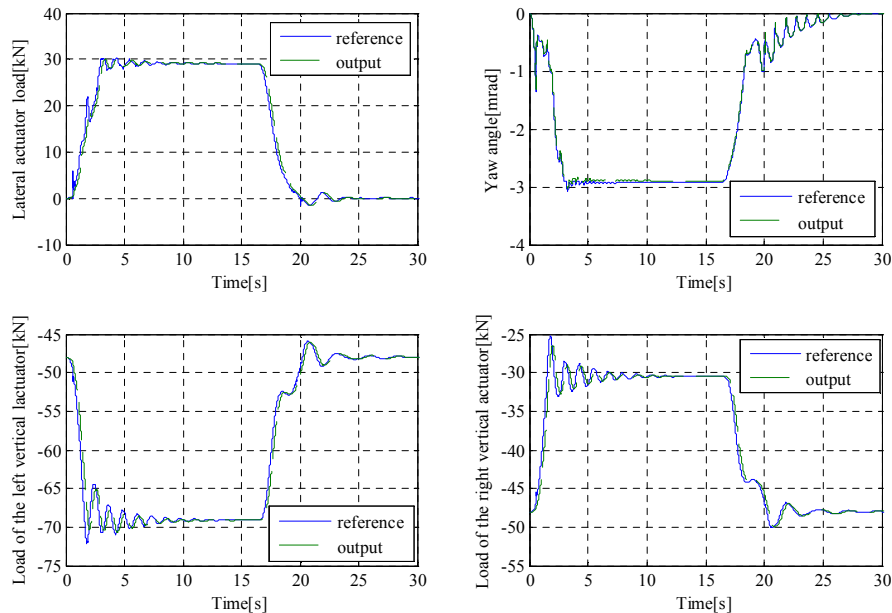 Lateral actuator load[kN]
40
30
20
10
0
-10
0 5 10 15 20 25 30
Time[s]
reference
output
Yaw angle[mrad]
0
-1
-2
-3
-4
0 5 10 15 20 25 30
Time[s]
reference
output
Load of the left vertical lactuator[kN]
-45
-50
-55
-60
-65
-70
-75
0 5 10 15 20 25 30
Time[s]
reference
output
Load of the right vertical actuator[kN]
-25
-30
-35
-40
-45
-50
-55
0 5 10 15 20 25 30
Time[s]
reference
output